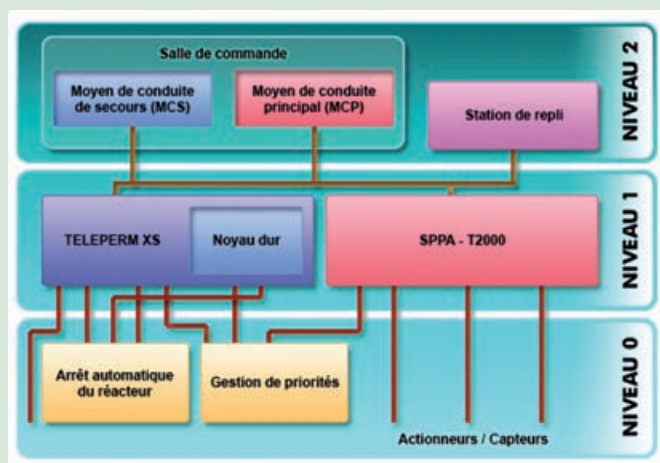 Salle de commande
Moyen de conduite
de secours (MCS)
Moyen de conduite
principal (MCP)
Station de repli
NIVEAU 2
TELEPERM XS
Noyau dur
SPPA - T2000
NIVEAU 1
Arrêt automatique
du réacteur
Gestion de priorités
Actionneurs / Capteurs
NIVEAU 0